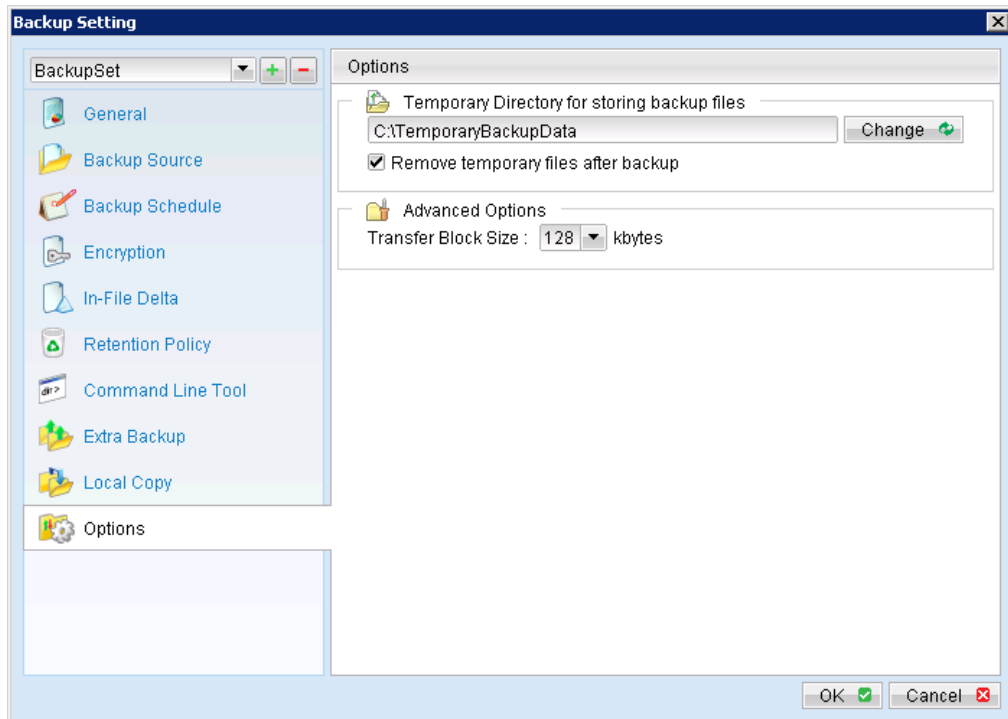 Backup Setting
BackupSet
General
Backup Source
Backup Schedule
Encryption
In-File Delta
Retention Policy
dir>
Command Line Tool
Extra Backup
Local Copy
Options
Options
Temporary Directory for storing backup files
C:\TemporaryBackupData
Change
Remove temporary files after backup
Advanced Options
Transfer Block Size : 128 kbytes
OK
Cancel